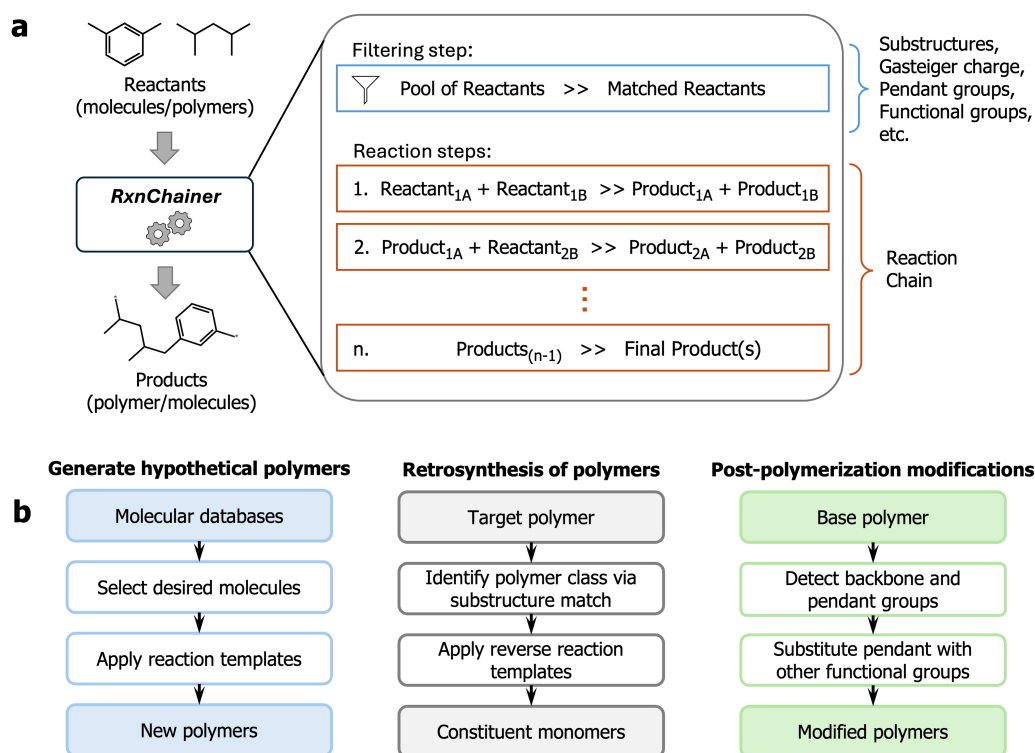 a
Reactants
(molecules/polymers)
RxnChainer
Products
(polymer/molecules)
Filtering step:
Pool of Reactants >> Matched Reactants
Substructures,
Gasteiger charge,
Pendant groups,
Functional groups,
etc.
Reaction steps:
1. Reactant1A + Reactant1B >> Product1A + Product1B
2. Product1A + Reactant2B >> Product2A + Product2B
n. Products(n-1) >> Final Product(s)
Reaction
Chain
b
Generate hypothetical polymers
Molecular databases
Select desired molecules
Apply reaction templates
New polymers
Retrosynthesis of polymers
Target polymer
Identify polymer class via
substructure match
Apply reverse reaction
templates
Constituent monomers
Post-polymerization modifications
Base polymer
Detect backbone and
pendant groups
Substitute pendant with
other functional groups
Modified polymers